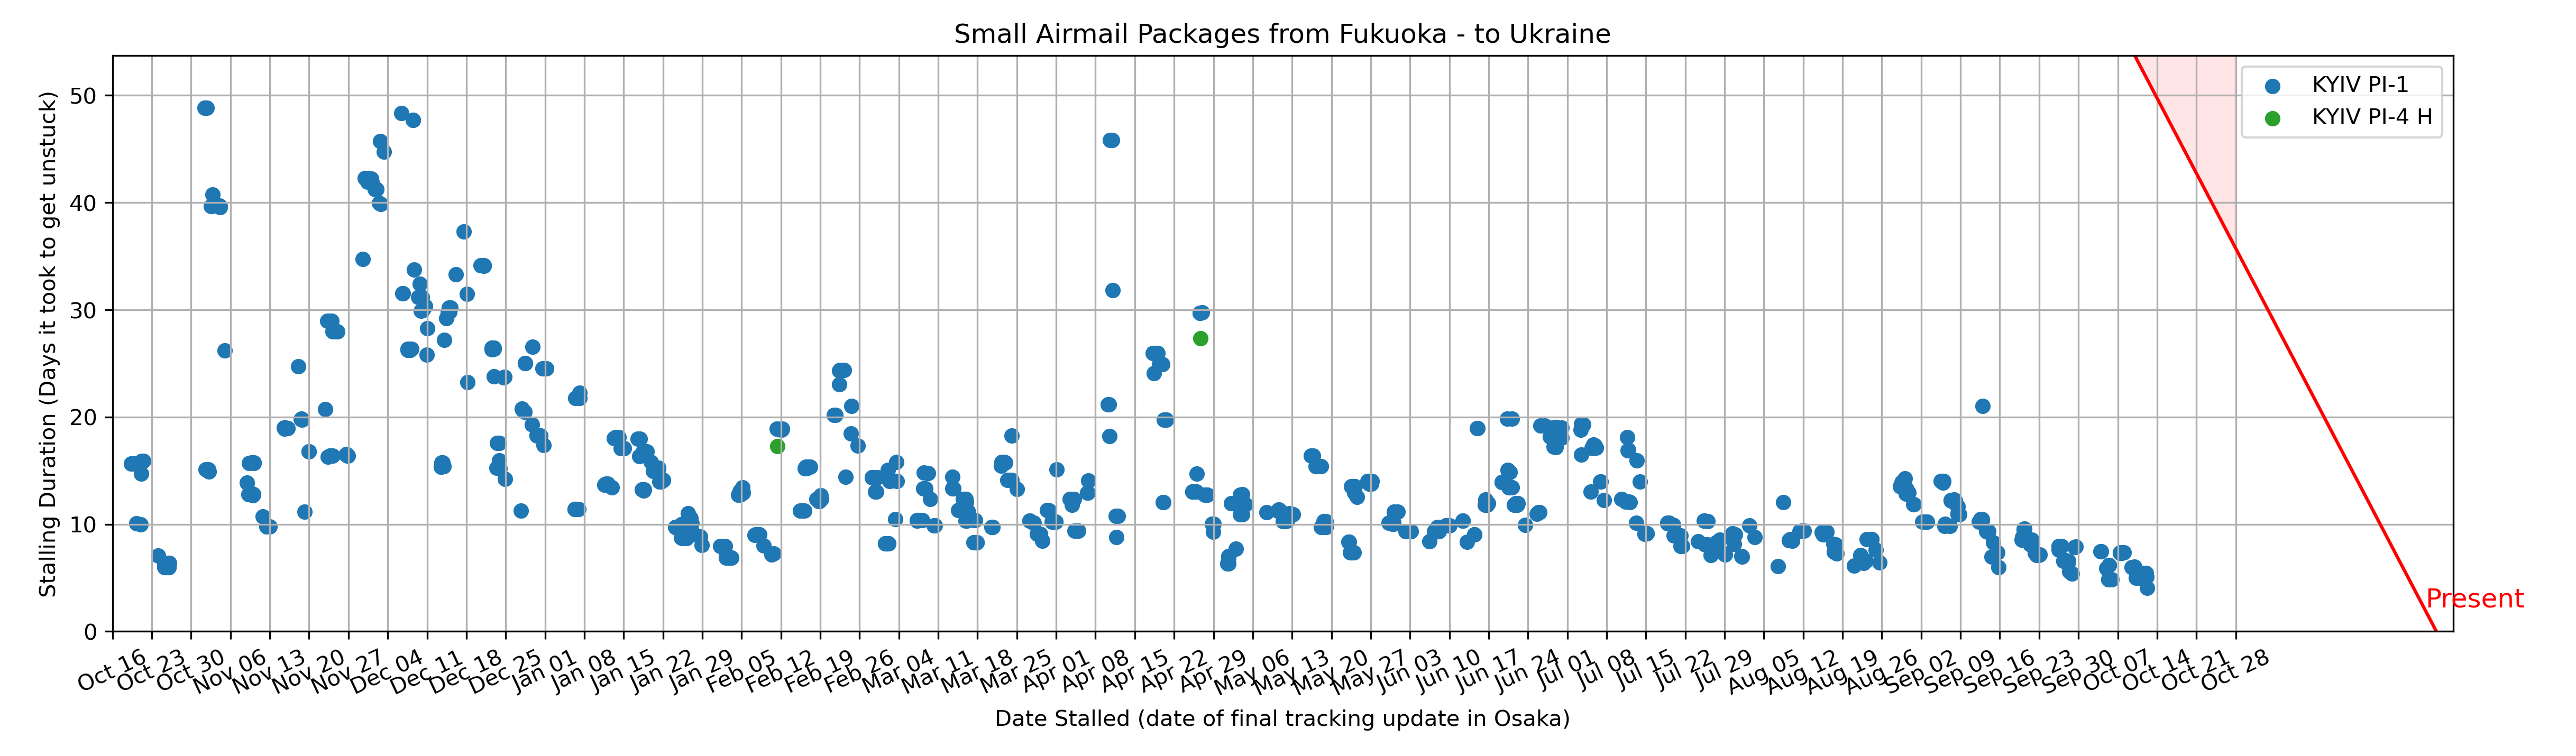 Small Airmail Packages from Fukuoka - to Ukraine
Stalling Duration (Days it took to get unstuck)
50
40
30
20
10
0
KYIV PI-1
KYIV PI-4 H
Present
Oct 16
Oct 23
Oct 30
Nov 06
Nov 13
Nov 20
Nov 27
Dec 04
Dec 11
Dec 18
Dec 25
Jan 01
Jan 08
Jan 15
Jan 22
Jan 29
Feb 05
Feb 12
Feb 19
Feb 26
Mar 04
Mar 11
Mar 18
Mar 25
Apr 01
Apr 08
Apr 15
Apr 22
Apr 29
May 06
May 13
May 20
May 27
Jun 03
Jun 10
Jun 17
Jun 24
Jul 01
Jul 08
Jul 15
Jul 22
Jul 29
Aug 05
Aug 12
Aug 19
Aug 26
Sep 02
Sep 09
Sep 16
Sep 23
Sep 30
Oct 07
Oct 14
Oct 21
Oct 28
Date Stalled (date of final tracking update in Osaka)